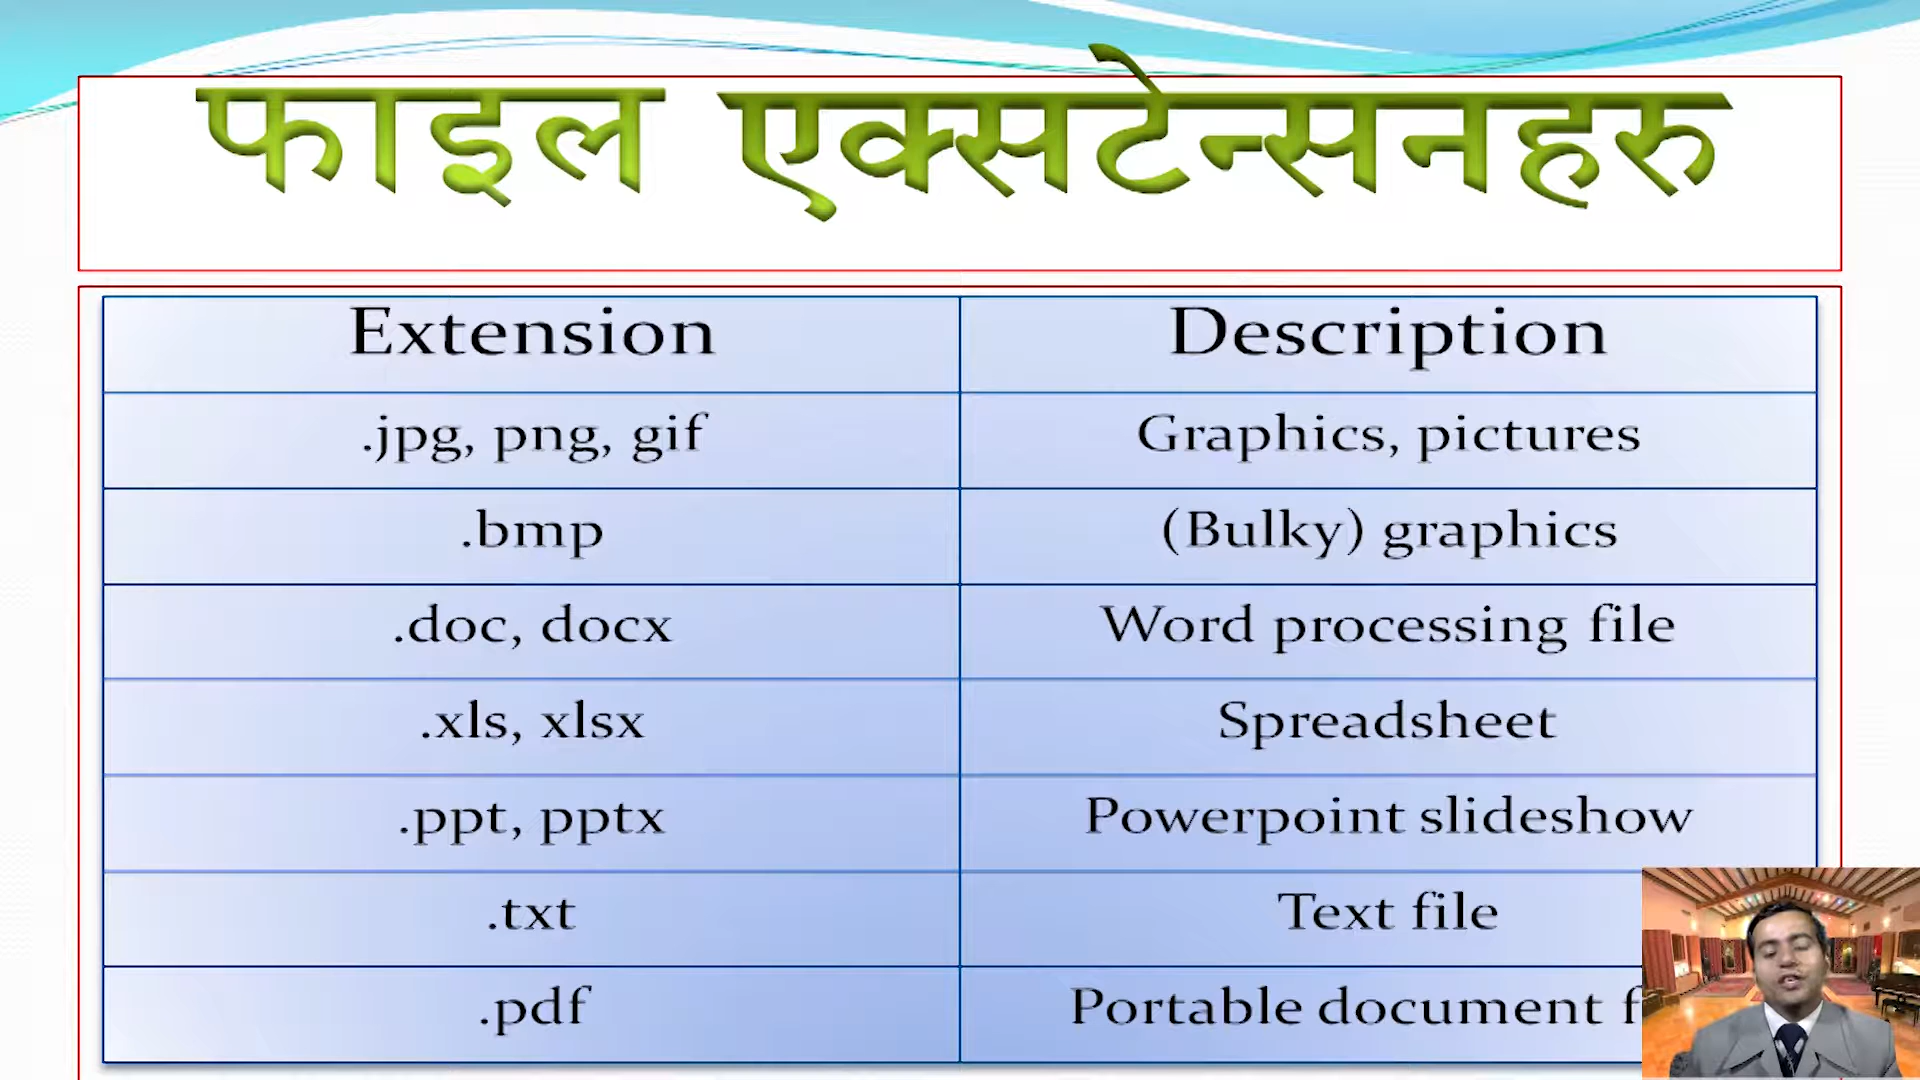 फाइल एक्सटेन्सनहरु
Extension Description
.jpg, png, gif Graphics, pictures
.bmp (Bulky) graphics
.doc, docx Word processing file
.xls, xlsx Spreadsheet
.ppt, pptx Powerpoint slideshow
.txt Text file
.pdf Portable document